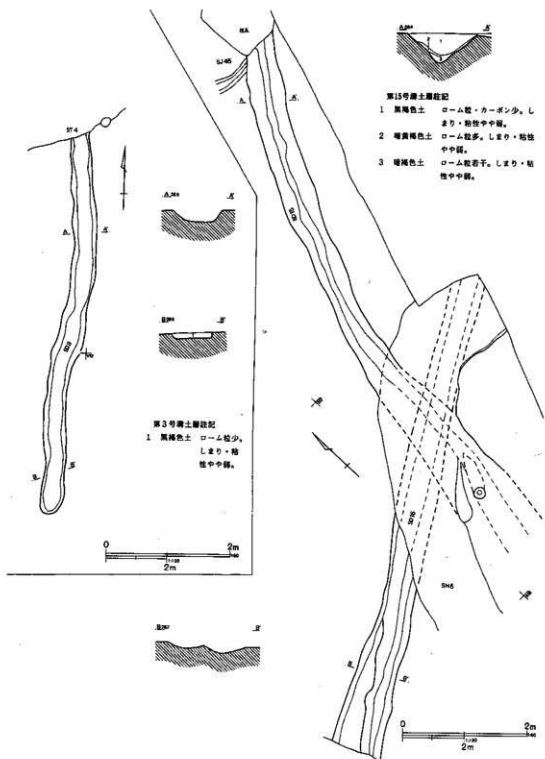 第15号溝土層註記
1 黒褐色土 ローム粒・カーボン少。し
まり・粘性やや弱。
2 暗黄褐色土 ローム粒多。しまり・粘性
やや弱。
3 暗褐色土 ローム粒若干。しまり・粘
性やや弱。
SJ46
A
A'
ST4
A
A'
A
A'
SD3
B
B'
第3号溝土層註記
1 黒褐色土 ローム粒少。
しまり・粘
性やや弱。
B
B'
0 2m
2m
SD16
SH6
B
B'
B
B'
0 2m
2m